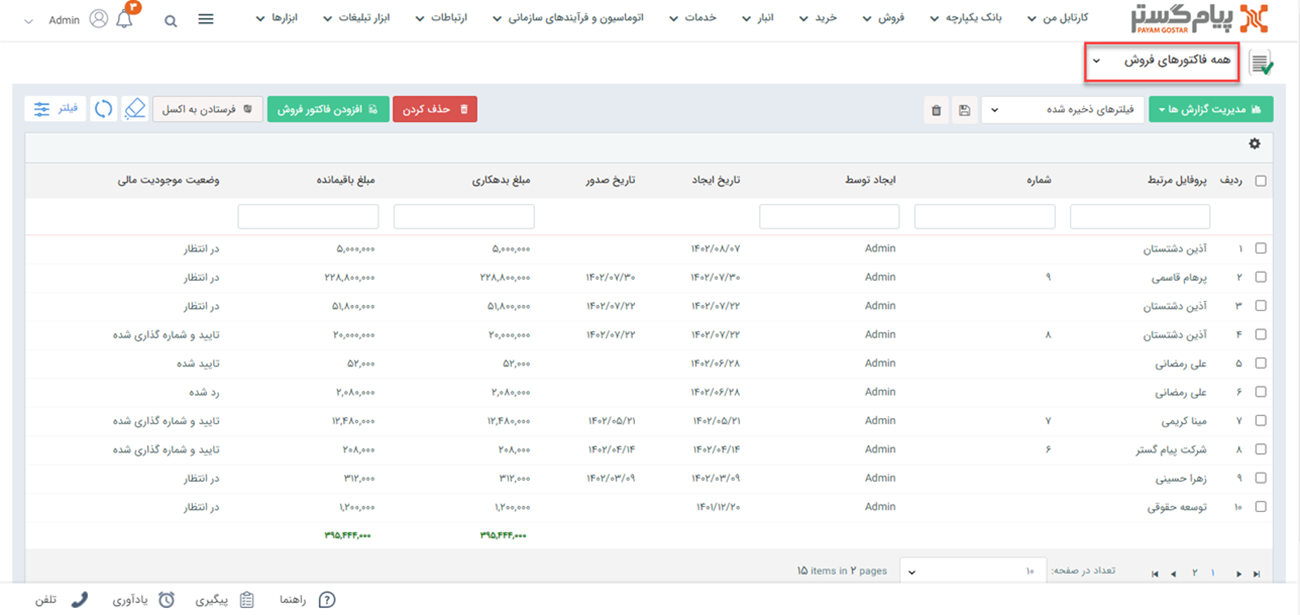 پیام گستر کارتابل من بانک یکپارچه فروش خرید انبار خدمات ارتباطات اتوماسیون و فرآیندهای سازمانی ابزار تبلیغات ابزارها ۳ Admin
PAYAM GOSTAR
همه فاکتورهای فروش
مدیریت گزارش ها فیلترهای ذخیره شده حذف کردن افزودن فاکتور فروش فرستادن به اکسل فیلتر
ردیف پروفایل مرتبط شماره ایجاد توسط تاریخ ایجاد تاریخ صدور مبلغ بدهکاری مبلغ باقیمانده وضعیت موجودیت مالی
۱ آذین دشتستان Admin ۱۴۰۲/۰۸/۰۷ ۵,۰۰۰,۰۰۰ ۵,۰۰۰,۰۰۰ در انتظار
۲ پرهام قاسمی ۹ Admin ۱۴۰۲/۰۷/۳۰ ۱۴۰۲/۰۷/۳۰ ۲۲۸,۸۰۰,۰۰۰ ۲۲۸,۸۰۰,۰۰۰ در انتظار
۳ آذین دشتستان Admin ۱۴۰۲/۰۷/۲۲ ۱۴۰۲/۰۷/۲۲ ۵۱,۸۰۰,۰۰۰ ۵۱,۸۰۰,۰۰۰ در انتظار
۴ آذین دشتستان ۸ Admin ۱۴۰۲/۰۷/۲۲ ۱۴۰۲/۰۷/۲۲ ۲۰,۰۰۰,۰۰۰ ۲۰,۰۰۰,۰۰۰ تایید و شماره گذاری شده
۵ علی رمضانی Admin ۱۴۰۲/۰۶/۲۸ ۵۲,۰۰۰ ۵۲,۰۰۰ تایید شده
۶ علی رمضانی Admin ۱۴۰۲/۰۶/۲۸ ۲,۰۸۰,۰۰۰ ۲,۰۸۰,۰۰۰ رد شده
۷ مینا کریمی ۷ Admin ۱۴۰۲/۰۵/۲۱ ۱۴۰۲/۰۵/۲۱ ۱۲,۴۸۰,۰۰۰ ۱۲,۴۸۰,۰۰۰ تایید و شماره گذاری شده
۸ شرکت پیام گستر ۶ Admin ۱۴۰۲/۰۴/۱۴ ۱۴۰۲/۰۴/۱۴ ۲۰۸,۰۰۰ ۲۰۸,۰۰۰ تایید و شماره گذاری شده
۹ زهرا حسینی Admin ۱۴۰۲/۰۳/۰۹ ۱۴۰۲/۰۳/۰۹ ۳۱۲,۰۰۰ ۳۱۲,۰۰۰ در انتظار
۱۰ توسعه حقوقی Admin ۱۴۰۱/۱۲/۲۰ ۱,۲۰۰,۰۰۰ ۱,۲۰۰,۰۰۰ در انتظار
۳۹۵,۴۴۴,۰۰۰ ۳۹۵,۴۴۴,۰۰۰
۱ ۲ تعداد در صفحه: ۱۰ ۱۵ items in ۲ pages
راهنما پیگیری یادآوری تلفن